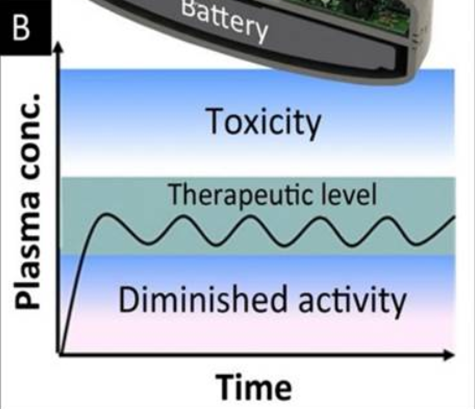 B
Battery
Toxicity
Therapeutic level
Diminished activity
Plasma conc.
Time